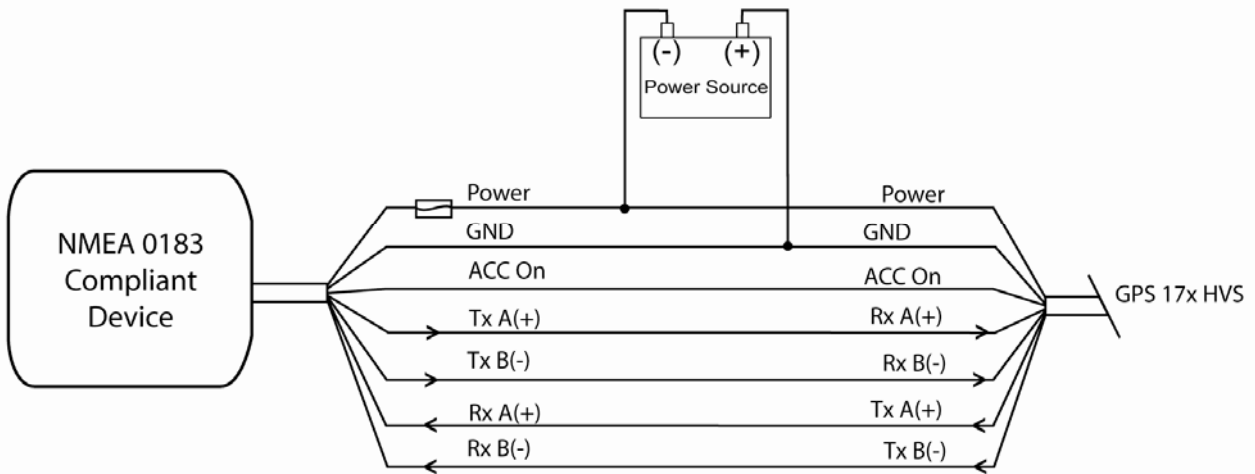 (-) (+)
Power Source
NMEA 0183
Compliant
Device
Power Power
GND GND
ACC On ACC On
Tx A(+) Rx A(+)
Tx B(-) Rx B(-)
Rx A(+) Tx A(+)
Rx B(-) Tx B(-)
GPS 17x HVS